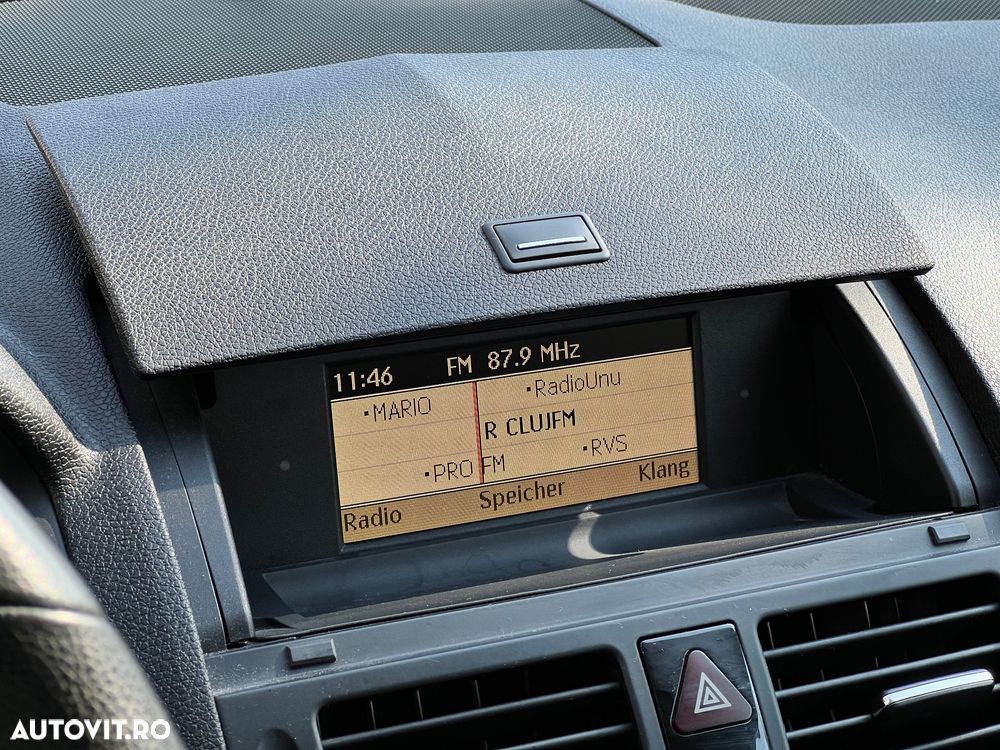 11:46 FM 87.9 MHz
·MARIO ·RadioUnu
R CLUJFM
·PRO FM ·RVS
Radio Speicher Klang
AUTOVIT.RO